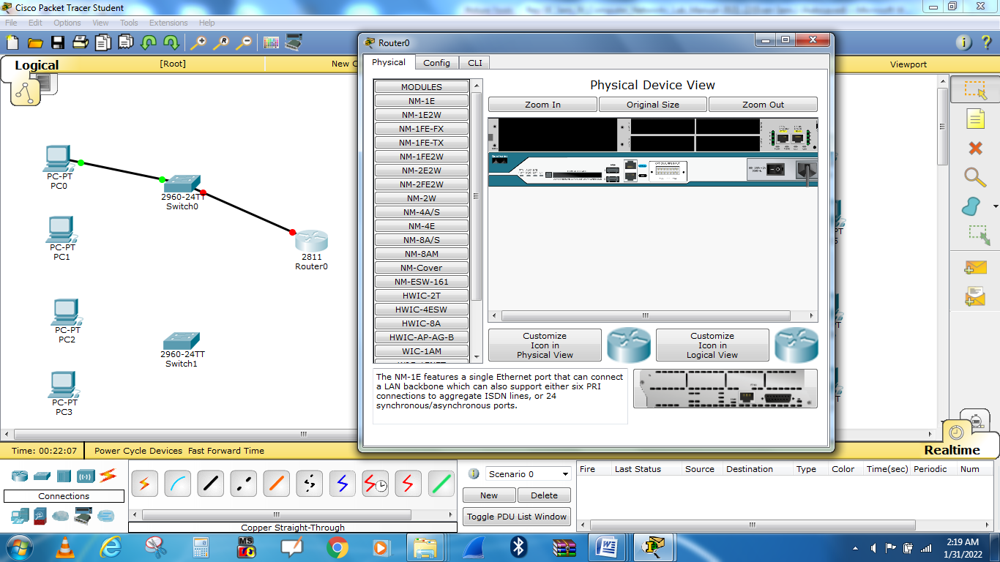 Cisco Packet Tracer Student
File Edit Options View Tools Extensions Help
Logical
[Root]
New C
Viewport
PC-PT
PC0
2960-24TT
Switch0
PC-PT
PC1
2811
Router0
PC-PT
PC2
2960-24TT
Switch1
PC-PT
PC3
Router0
Physical Config CLI
MODULES
NM-1E
NM-1E2W
NM-1FE-FX
NM-1FE-TX
NM-1FE2W
NM-2E2W
NM-2FE2W
NM-2W
NM-4A/S
NM-4E
NM-8A/S
NM-8AM
NM-Cover
NM-ESW-161
HWIC-2T
HWIC-4ESW
HWIC-8A
HWIC-AP-AG-B
WIC-1AM
Physical Device View
Zoom In Original Size Zoom Out
Customize
Icon in
Physical View
Customize
Icon in
Logical View
The NM-1E features a single Ethernet port that can connect
a LAN backbone which can also support either six PRI
connections to aggregate ISDN lines, or 24
synchronous/asynchronous ports.
Time: 00:22:07 Power Cycle Devices Fast Forward Time
Realtime
Connections
Copper Straight-Through
Scenario 0
New Delete
Toggle PDU List Window
Fire Last Status Source Destination Type Color Time(sec) Periodic Num
MS
2:19 AM
1/31/2022